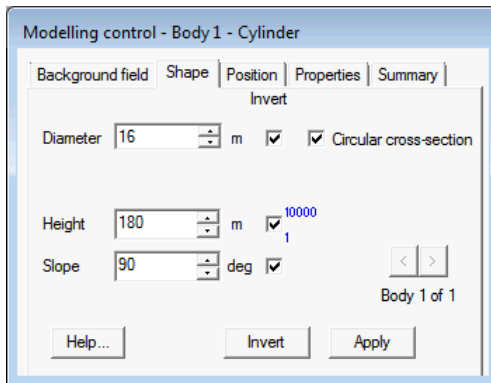 Modelling control - Body 1 - Cylinder
Background field Shape Position Properties Summary
Invert
Diameter 16 m Circular cross-section
Height 180 m 10000
1
Slope 90 deg
< >
Body 1 of 1
Help... Invert Apply